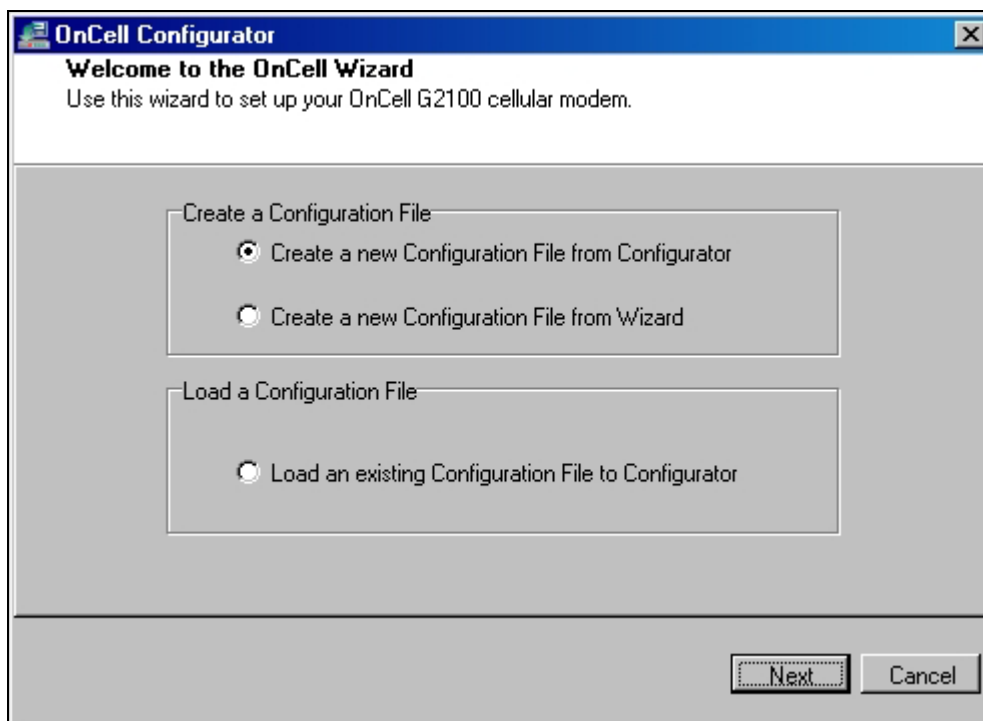 OnCell Configurator
Welcome to the OnCell Wizard
Use this wizard to set up your OnCell G2100 cellular modem.
Create a Configuration File
Create a new Configuration File from Configurator
Create a new Configuration File from Wizard
Load a Configuration File
Load an existing Configuration File to Configurator
Next
Cancel